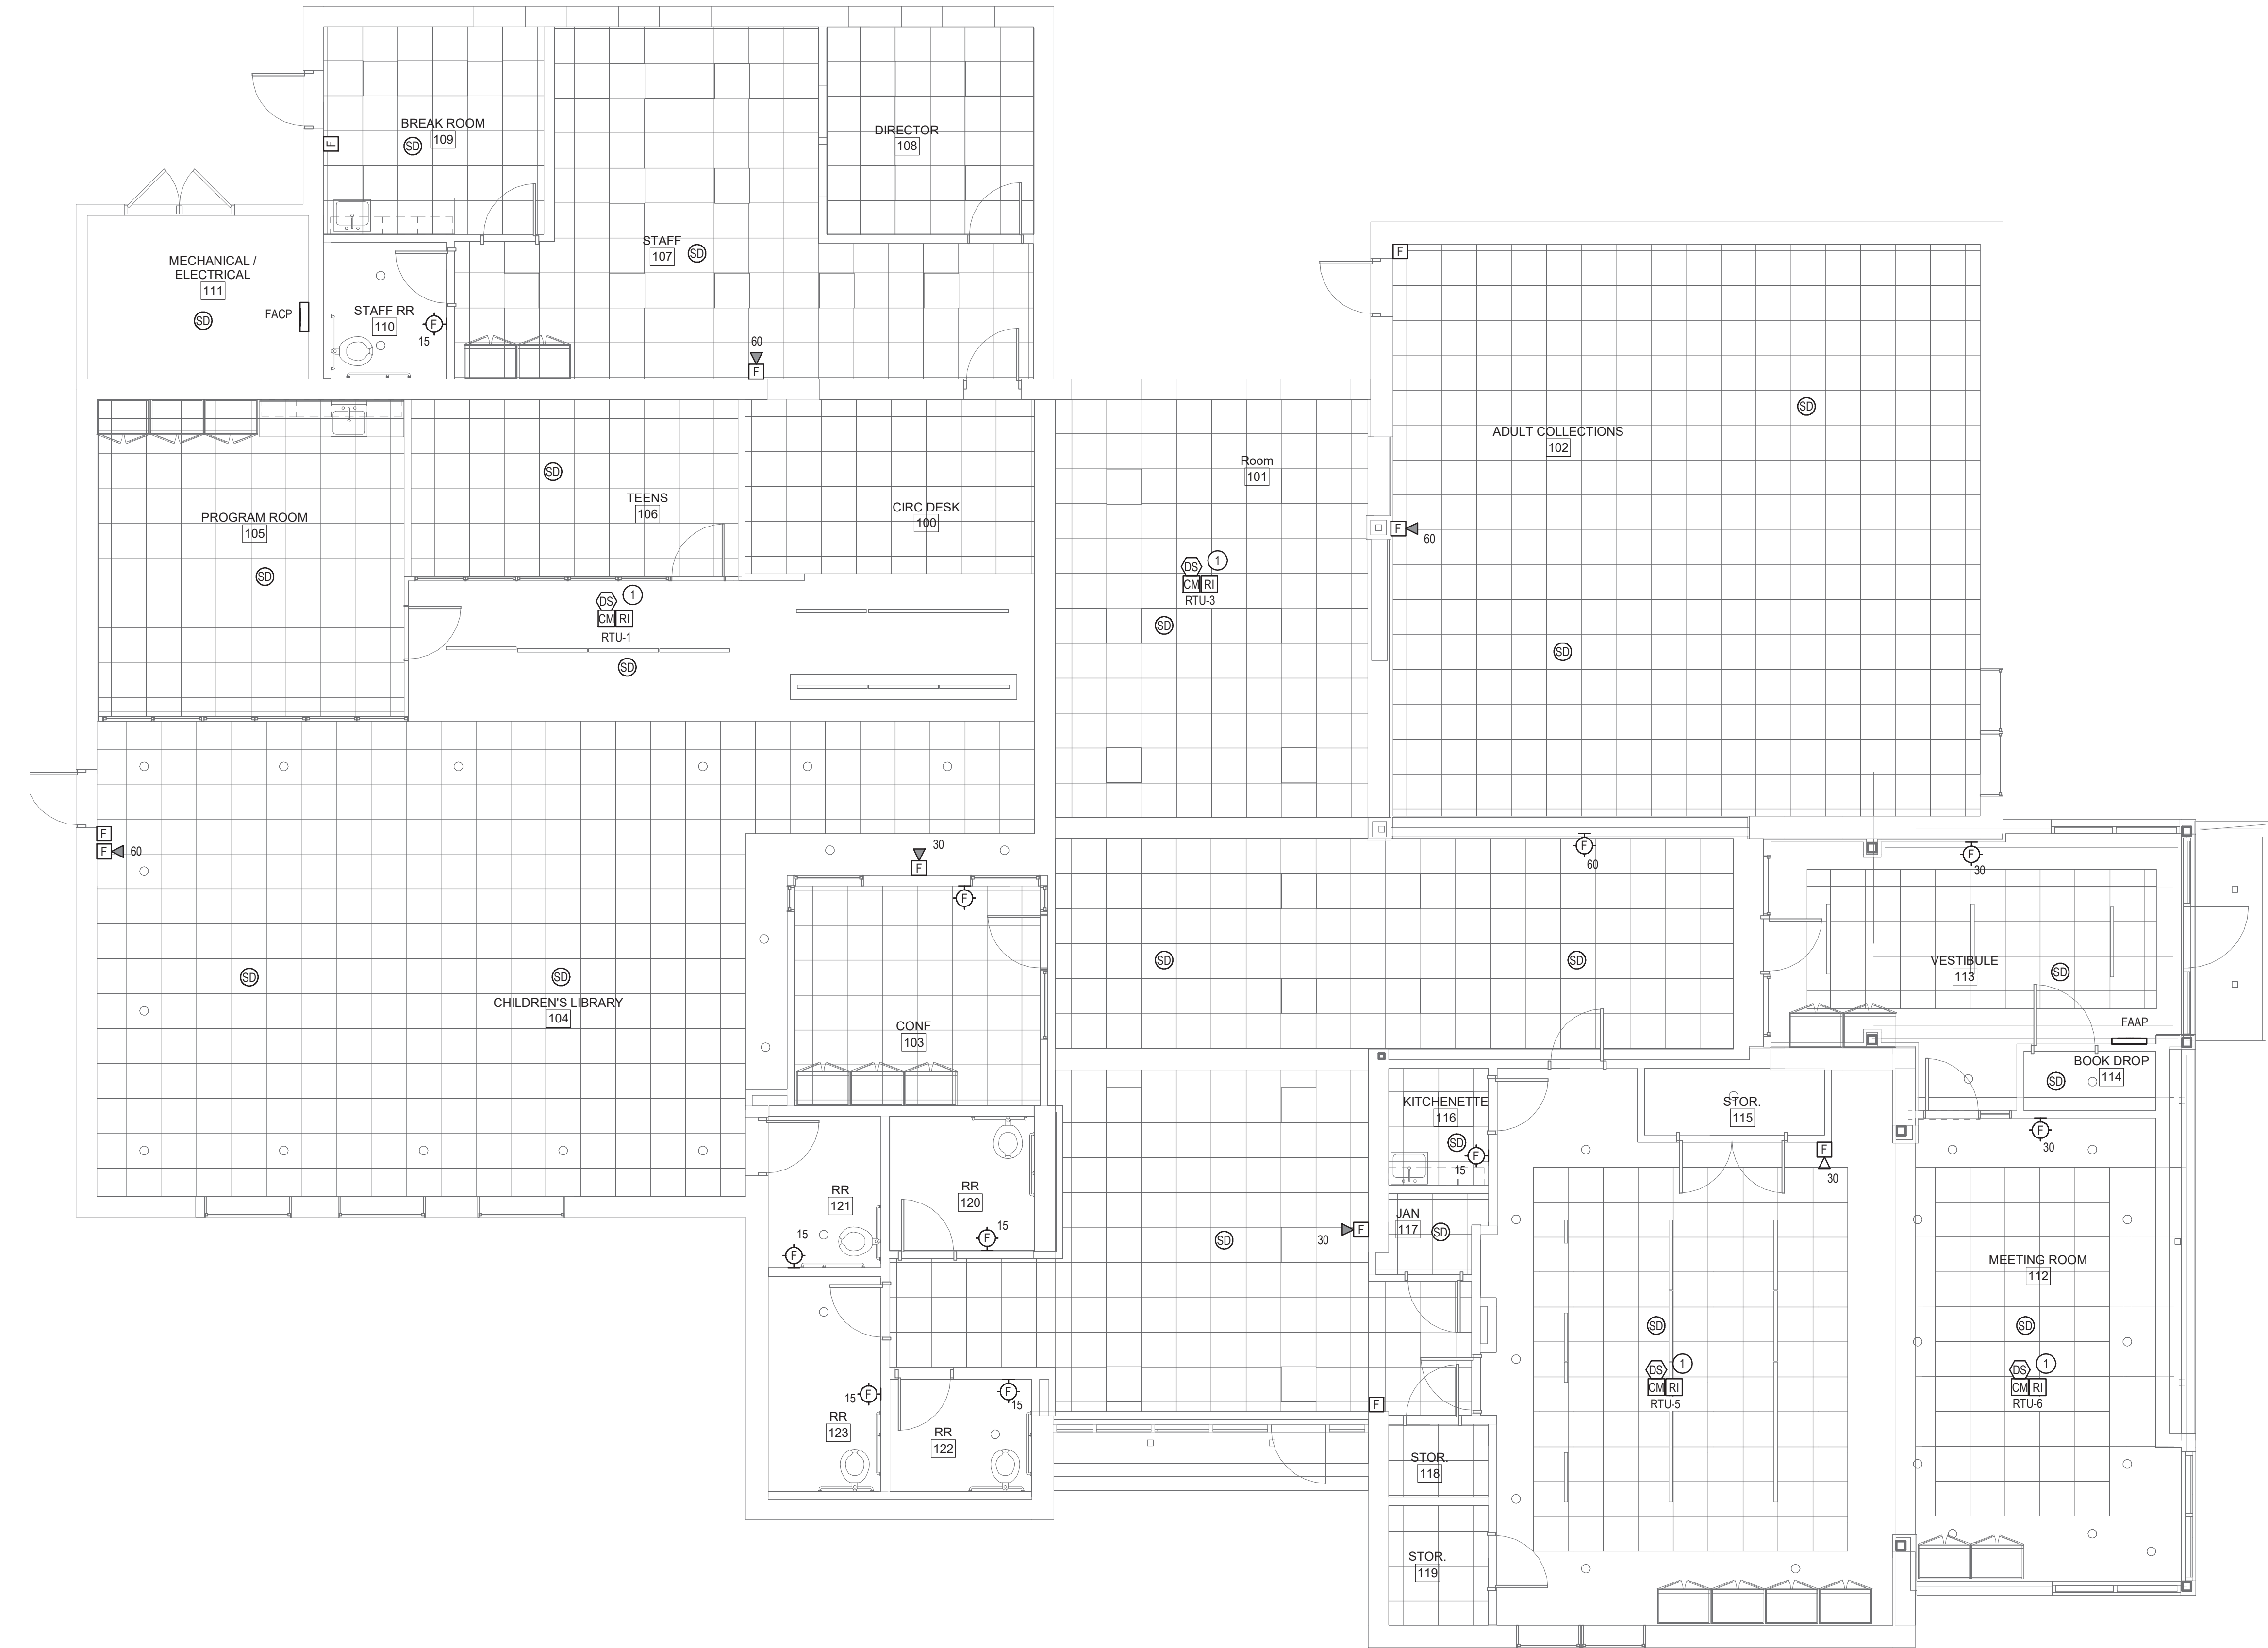 BREAK ROOM
109
SD
F
DIRECTOR
108
STAFF
107
SD
MECHANICAL /
ELECTRICAL
111
SD
FACP
STAFF RR
110
F
15
60
F
F
ADULT COLLECTIONS
102
SD
SD
F
60
PROGRAM ROOM
105
SD
SD
TEENS
106
CIRC DESK
100
Room
101
DS
1
CM
RI
RTU-3
SD
DS
1
CM
RI
RTU-1
SD
F
F
60
30
F
F
SD
SD
CHILDREN'S LIBRARY
104
CONF
103
SD
SD
F
60
F
30
VESTIBULE
113
SD
FAAP
BOOK DROP
114
SD
KITCHENETTE
116
SD
F
15
STOR.
115
F
30
F
30
RR
121
15
F
RR
120
15
F
SD
30
F
JAN
117
SD
MEETING ROOM
112
SD
DS
1
CM
RI
RTU-6
SD
DS
1
CM
RI
RTU-5
15
F
RR
123
F
15
RR
122
F
STOR.
118
STOR.
119